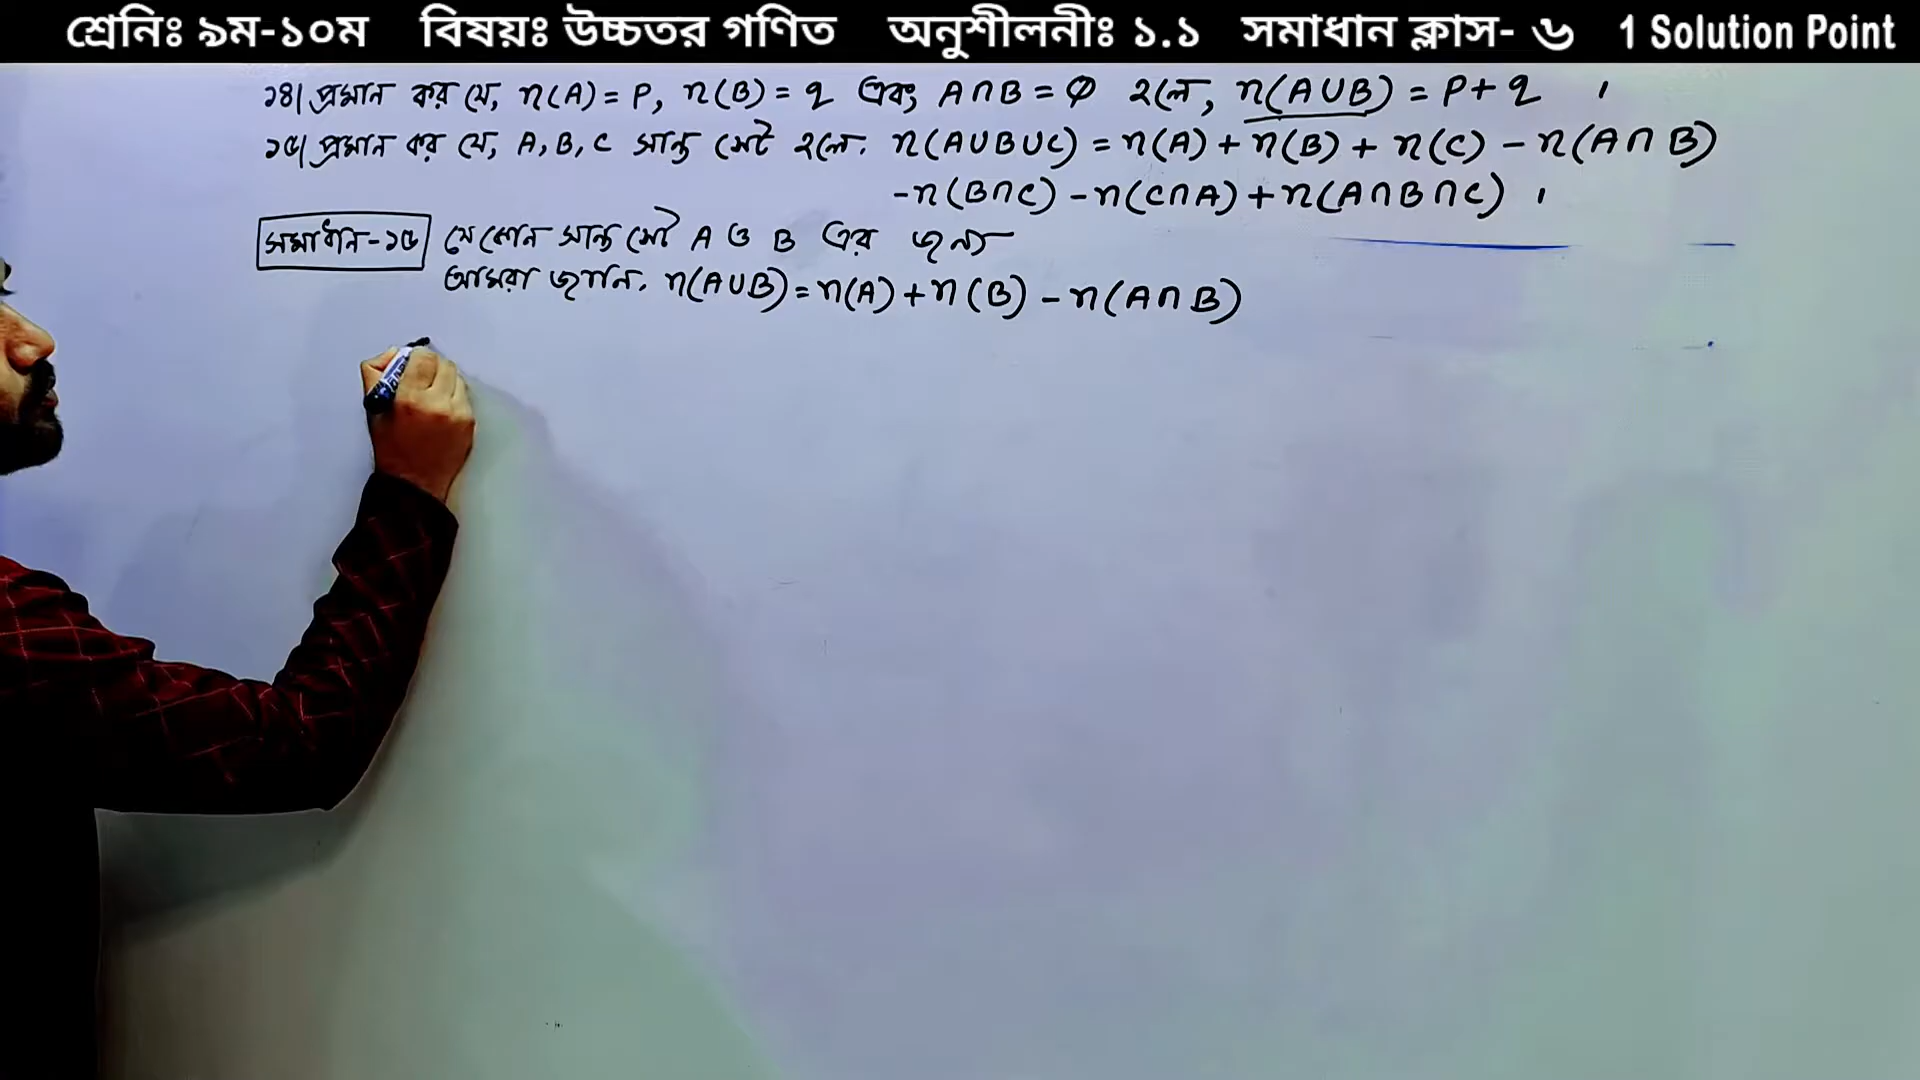 শ্রেনিঃ ৯ম-১০ম বিষয়ঃ উচ্চতর গণিত অনুশীলনীঃ ১.১ সমাধান ক্লাস- ৬ 1 Solution Point
১৪। প্রমান কর যে, n(A) = P, n(B) = q এবং A∩B = Φ হলে, n(A∪B) = P + q ।
১৫। প্রমান কর যে, A, B, C সান্ত সেট হলে. n(A∪B∪C) = n(A) + n(B) + n(C) - n(A∩B)
-n(B∩C) - n(C∩A) + n(A∩B∩C) ।
সমাধান-১৫ যে কোন সান্ত সেট A ও B এর জন্য
আমরা জানি. n(A∪B) = n(A) + n(B) - n(A∩B)